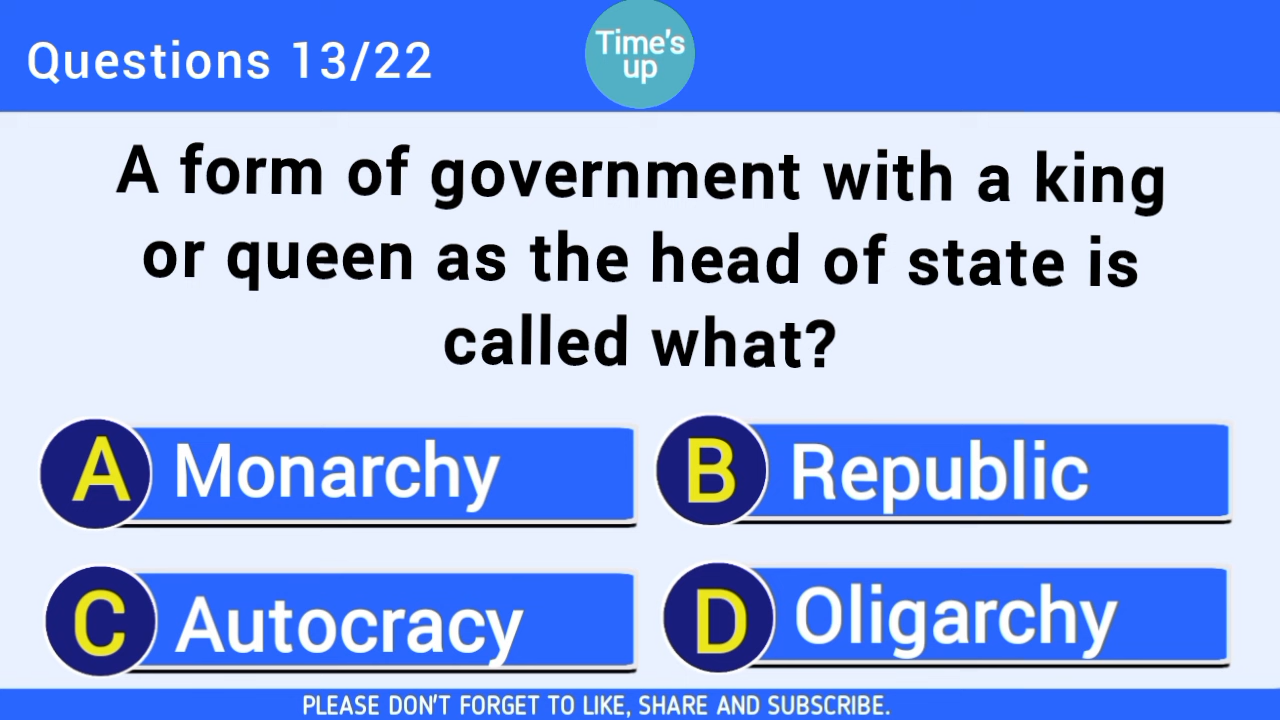 Questions 13/22
Time's
up
A form of government with a king
or queen as the head of state is
called what?
A Monarchy
B Republic
C Autocracy
D Oligarchy
PLEASE DON'T FORGET TO LIKE, SHARE AND SUBSCRIBE.